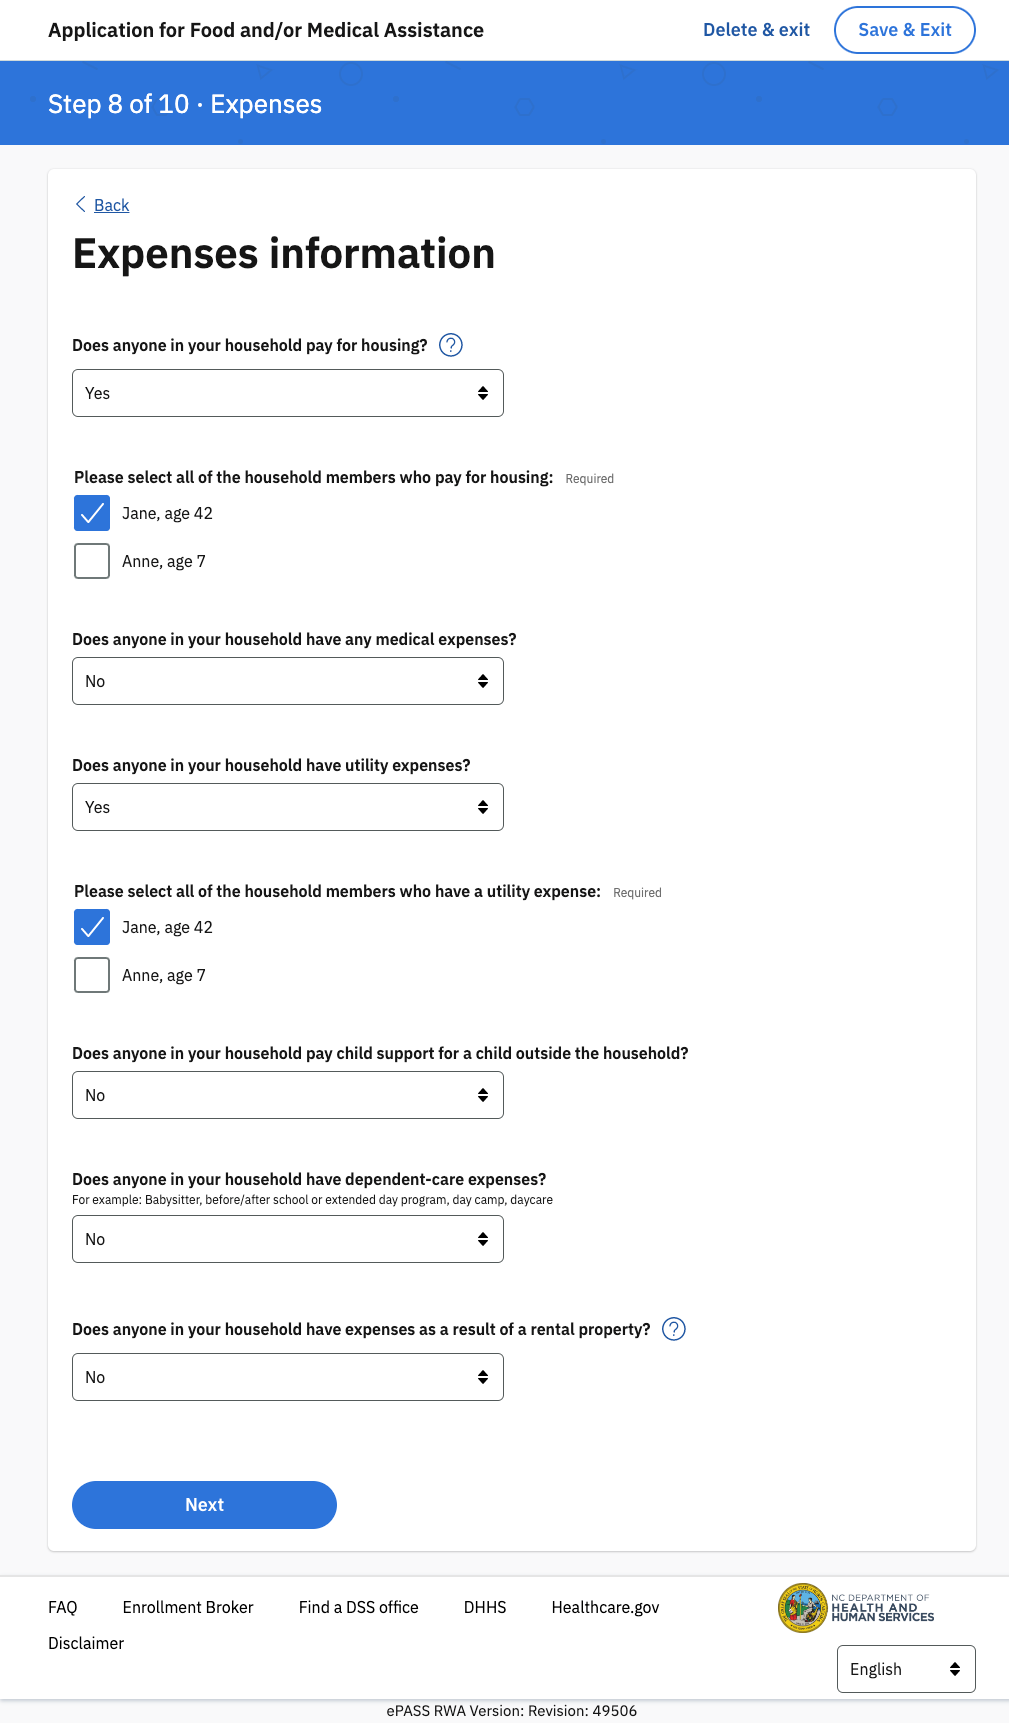 Application for Food and/or Medical Assistance
Delete & exit
Save & Exit
Step 8 of 10 · Expenses
Back
Expenses information
Does anyone in your household pay for housing? ?
Yes
Please select all of the household members who pay for housing: Required
Jane, age 42
Anne, age 7
Does anyone in your household have any medical expenses?
No
Does anyone in your household have utility expenses?
Yes
Please select all of the household members who have a utility expense: Required
Jane, age 42
Anne, age 7
Does anyone in your household pay child support for a child outside the household?
No
Does anyone in your household have dependent-care expenses?
For example: Babysitter, before/after school or extended day program, day camp, daycare
No
Does anyone in your household have expenses as a result of a rental property? ?
No
Next
FAQ Enrollment Broker Find a DSS office DHHS Healthcare.gov
Disclaimer
NC DEPARTMENT OF
HEALTH AND
HUMAN SERVICES
English
ePASS RWA Version: Revision: 49506